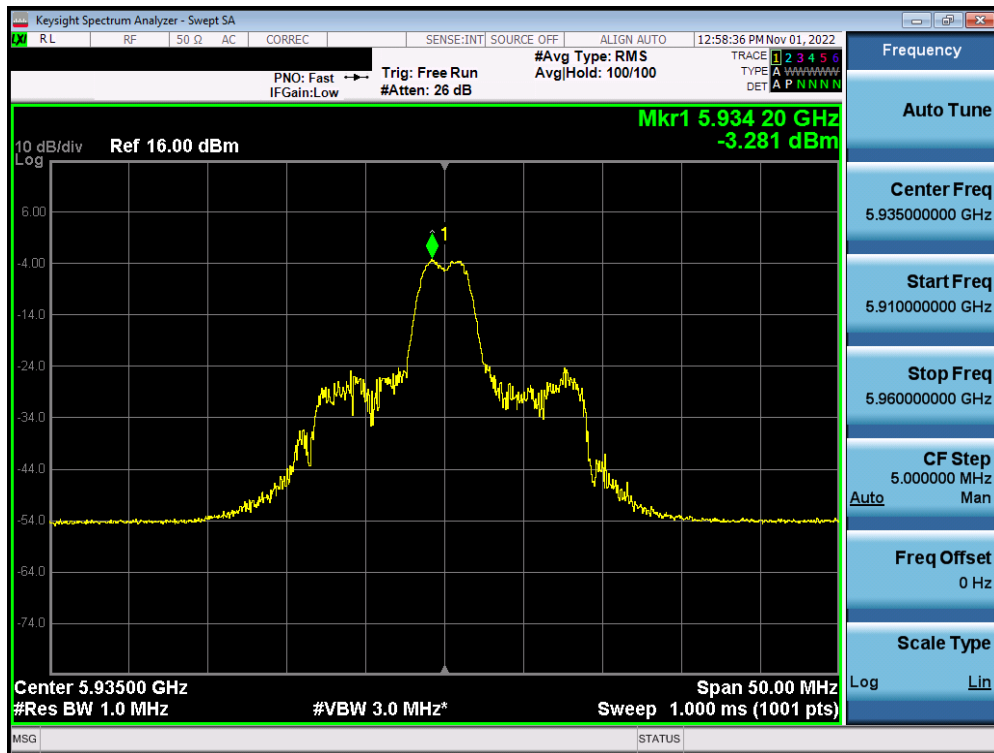 Keysight Spectrum Analyzer - Swept SA
LXI RL RF 50 Ω AC CORREC SENSE:INT SOURCE OFF ALIGN AUTO 12:58:36 PM Nov 01, 2022
#Avg Type: RMS TRACE 1 2 3 4 5 6
PNO: Fast Trig: Free Run Avg|Hold: 100/100 TYPE A WWWWW
IFGain:Low #Atten: 26 dB DET A P N N N N
Mkr1 5.934 20 GHz
-3.281 dBm
10 dB/div Ref 16.00 dBm
Log
6.00
1
-4.00
-14.0
-24.0
-34.0
-44.0
-54.0
-64.0
-74.0
Center 5.93500 GHz Span 50.00 MHz
#Res BW 1.0 MHz #VBW 3.0 MHz* Sweep 1.000 ms (1001 pts)
MSG STATUS
Frequency
Auto Tune
Center Freq
5.935000000 GHz
Start Freq
5.910000000 GHz
Stop Freq
5.960000000 GHz
CF Step
5.000000 MHz
Auto Man
Freq Offset
0 Hz
Scale Type
Log Lin